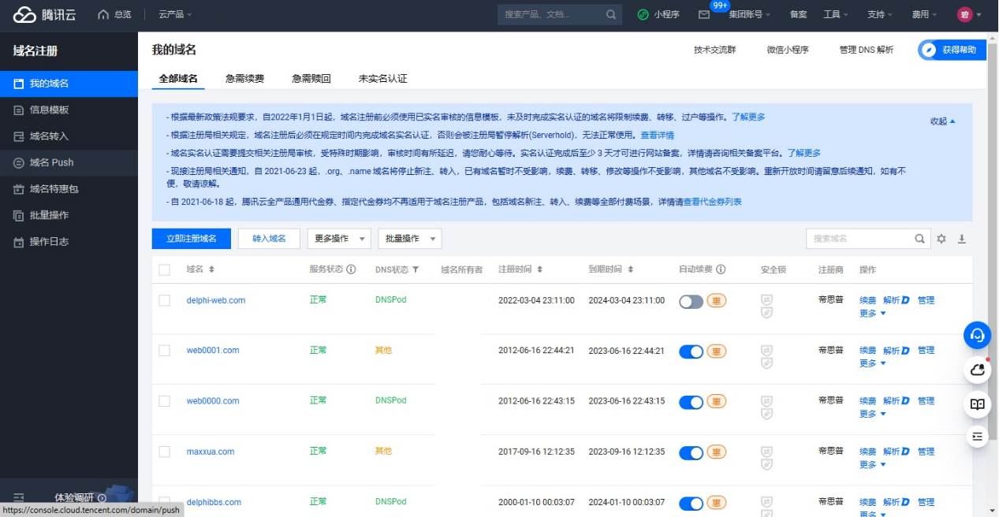 腾讯云 总览 云产品 搜索产品、文档... 小程序 99+ 集团账号 备案 工具 支持 费用 碧
域名注册
我的域名
信息模板
域名转入
域名 Push
域名特惠包
批量操作
操作日志
体验调研
https://console.cloud.tencent.com/domain/push
我的域名 技术交流群 微信小程序 管理 DNS 解析 获得帮助
全部域名 急需续费 急需赎回 未实名认证
- 根据最新政策法规要求，自2022年1月1日起，域名注册前必须使用已实名审核的信息模板，未及时完成实名认证的域名将限制续费、转移、过户等操作。了解更多
收起
- 根据注册局相关规定，域名注册后必须在规定时间内完成域名实名认证，否则会被注册局暂停解析(Serverhold)，无法正常使用。查看详情
- 域名实名认证需要提交相关注册局审核，受特殊时期影响，审核时间有所延迟，请您耐心等待。实名认证完成后至少 3 天才可进行网站备案，详情请咨询相关备案平台。了解更多
- 现接注册局相关通知，自 2021-06-23 起，.org、.name 域名将停止新注、转入，已有域名暂时不受影响，续费、转移、修改等操作不受影响，其他域名不受影响。重新开放时间请留意后续通知，如有不
便，敬请谅解。
- 自 2021-06-18 起，腾讯云全产品通用代金券、指定代金券均不再适用于域名注册产品，包括域名新注、转入、续费等全部付费场景，详情请查看代金券列表
立即注册域名 转入域名 更多操作 批量操作 搜索域名
域名 服务状态 DNS状态 域名所有者 注册时间 到期时间 自动续费 安全锁 注册商 操作
delphi-web.com 正常 DNSPod 2022-03-04 23:11:00 2024-03-04 23:11:00 惠 帝思普 续费 解析 D 管理
更多
web0001.com 正常 其他 2012-06-16 22:44:21 2023-06-16 22:44:21 惠 帝思普 续费 解析 D 管理
更多
web0000.com 正常 DNSPod 2012-06-16 22:43:15 2023-06-16 22:43:15 惠 帝思普 续费 解析 D 管理
更多
maxxua.com 正常 其他 2017-09-16 12:12:35 2023-09-16 12:12:35 惠 帝思普 续费 解析 D 管理
更多
delphibbs.com 正常 DNSPod 2000-01-10 00:03:07 2024-01-10 00:03:07 惠 帝思普 续费 解析 D 管理
更多